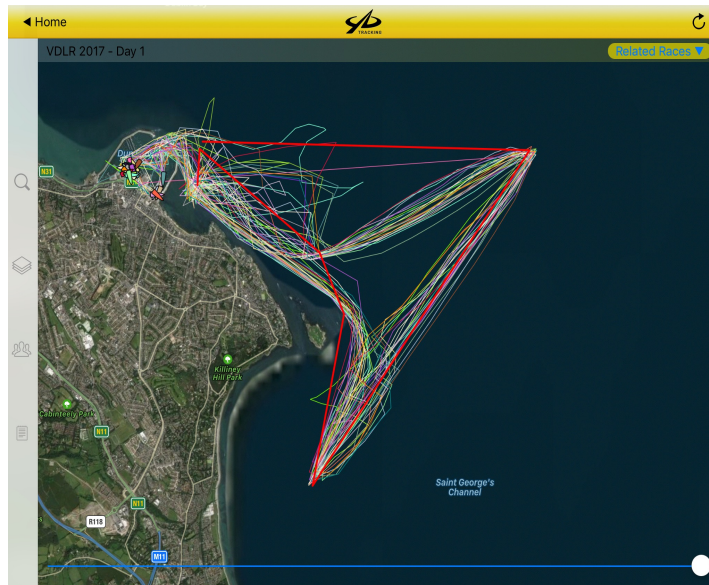 Home
TRACKING
VDLR 2017 - Day 1
Related Races ▼
N31
Killiney
Hill Park
Cabinteely Park
N11
Saint George's
Channel
N11
R118
M11